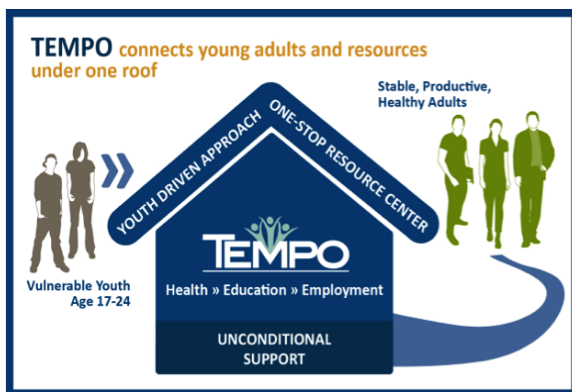 TEMPO connects young adults and resources
under one roof
Stable, Productive,
Healthy Adults
YOUTH DRIVEN APPROACH
ONE-STOP RESOURCE CENTER
Vulnerable Youth
Age 17-24
TEMPO
Health » Education » Employment
UNCONDITIONAL
SUPPORT